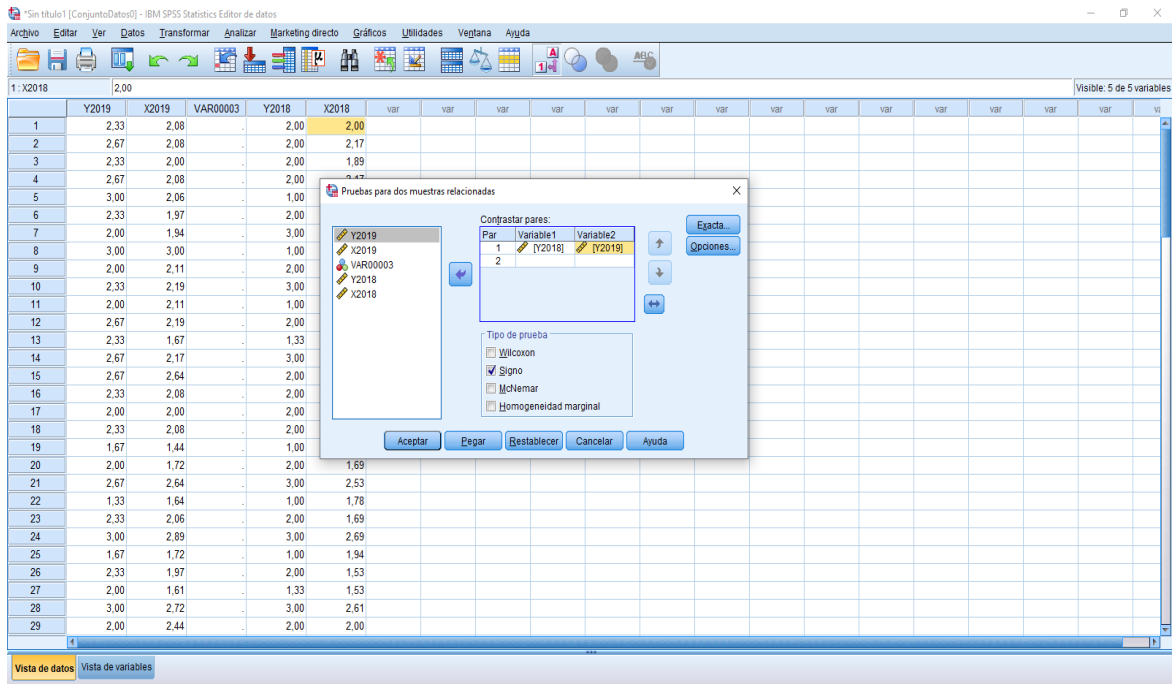 *Sin título1 [ConjuntoDatos0] - IBM SPSS Statistics Editor de datos
Archivo Editar Ver Datos Transformar Analizar Marketing directo Gráficos Utilidades Ventana Ayuda
1 : X2018 2,00 Visible: 5 de 5 variables
Y2019 X2019 VAR00003 Y2018 X2018 var var var var var var var var var var var var
1 2,33 2,08 . 2,00 2,00
2 2,67 2,08 . 2,00 2,17
3 2,33 2,00 . 2,00 1,89
4 2,67 2,08 . 2,00
5 3,00 2,06 . 1,00
6 2,33 1,97 . 2,00
7 2,00 1,94 . 3,00
8 3,00 3,00 . 1,00
9 2,00 2,11 . 2,00
10 2,33 2,19 . 3,00
11 2,00 2,11 . 1,00
12 2,67 2,19 . 2,00
13 2,33 1,67 . 1,33
14 2,67 2,17 . 3,00
15 2,67 2,64 . 2,00
16 2,33 2,08 . 2,00
17 2,00 2,00 . 2,00
18 2,33 2,08 . 2,00
19 1,67 1,44 . 1,00
20 2,00 1,72 . 2,00 1,69
21 2,67 2,64 . 3,00 2,53
22 1,33 1,64 . 1,00 1,78
23 2,33 2,06 . 2,00 1,69
24 3,00 2,89 . 3,00 2,69
25 1,67 1,72 . 1,00 1,94
26 2,33 1,97 . 2,00 1,53
27 2,00 1,61 . 1,33 1,53
28 3,00 2,72 . 3,00 2,61
29 2,00 2,44 . 2,00 2,00
Pruebas para dos muestras relacionadas
Y2019
X2019
VAR00003
Y2018
X2018
Contrastar pares:
Par Variable1 Variable2
1 [Y2018] [Y2019]
2
Exacta...
Opciones...
Tipo de prueba
Wilcoxon
Signo
McNemar
Homogeneidad marginal
Aceptar Pegar Restablecer Cancelar Ayuda
Vista de datos Vista de variables